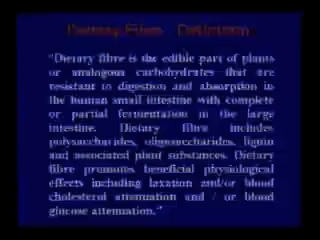 Dietary Fibre - Definition
"Dietary fibre is the edible part of plants
or analogous carbohydrates that are
resistant to digestion and absorption in
the human small intestine with complete
or partial fermentation in the large
intestine. Dietary fibre includes
polysaccharides, oligosaccharides, lignin
and associated plant substances. Dietary
fibre promotes beneficial physiological
effects including laxation and/or blood
cholesterol attenuation and / or blood
glucose attenuation."